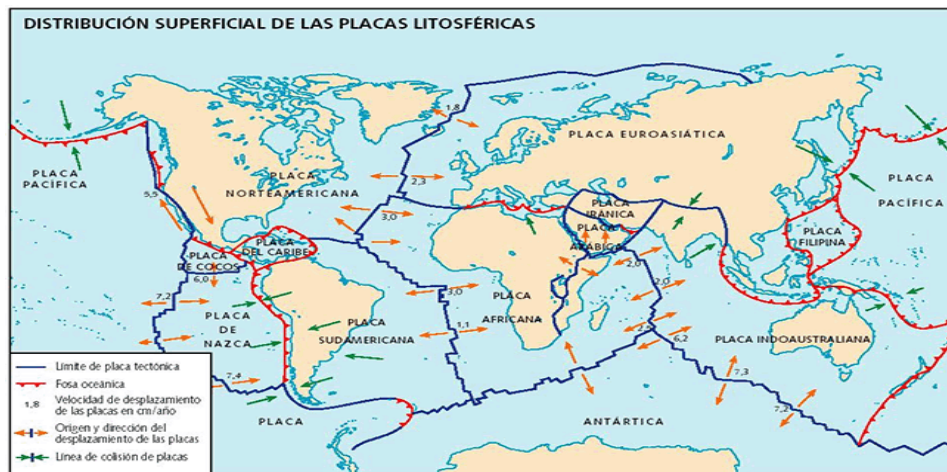 DISTRIBUCIÓN SUPERFICIAL DE LAS PLACAS LITOSFÉRICAS
1,8
PLACA EUROASIÁTICA
PLACA
PACÍFICA
PLACA
NORTEAMERICANA
2,3
PLACA
PACÍFICA
5,5
3,0
PLACA
IRÁNICA
PLACA
ARÁBIGA
PLACA
FILIPINA
PLACA
DEL CARIBE
PLACA
DE COCOS
6,0
2,0
2,0
7,2
3,0
PLACA
AFRICANA
PLACA
DE
NAZCA
PLACA
SUDAMERICANA
1,1
6,2
PLACA INDOAUSTRALIANA
7,4
7,3
7,2
PLACA
ANTÁRTICA
Límite de placa tectónica
Fosa oceánica
1,8
Velocidad de desplazamiento
de las placas en cm/año
Origen y dirección del
desplazamiento de las placas
Línea de colisión de placas